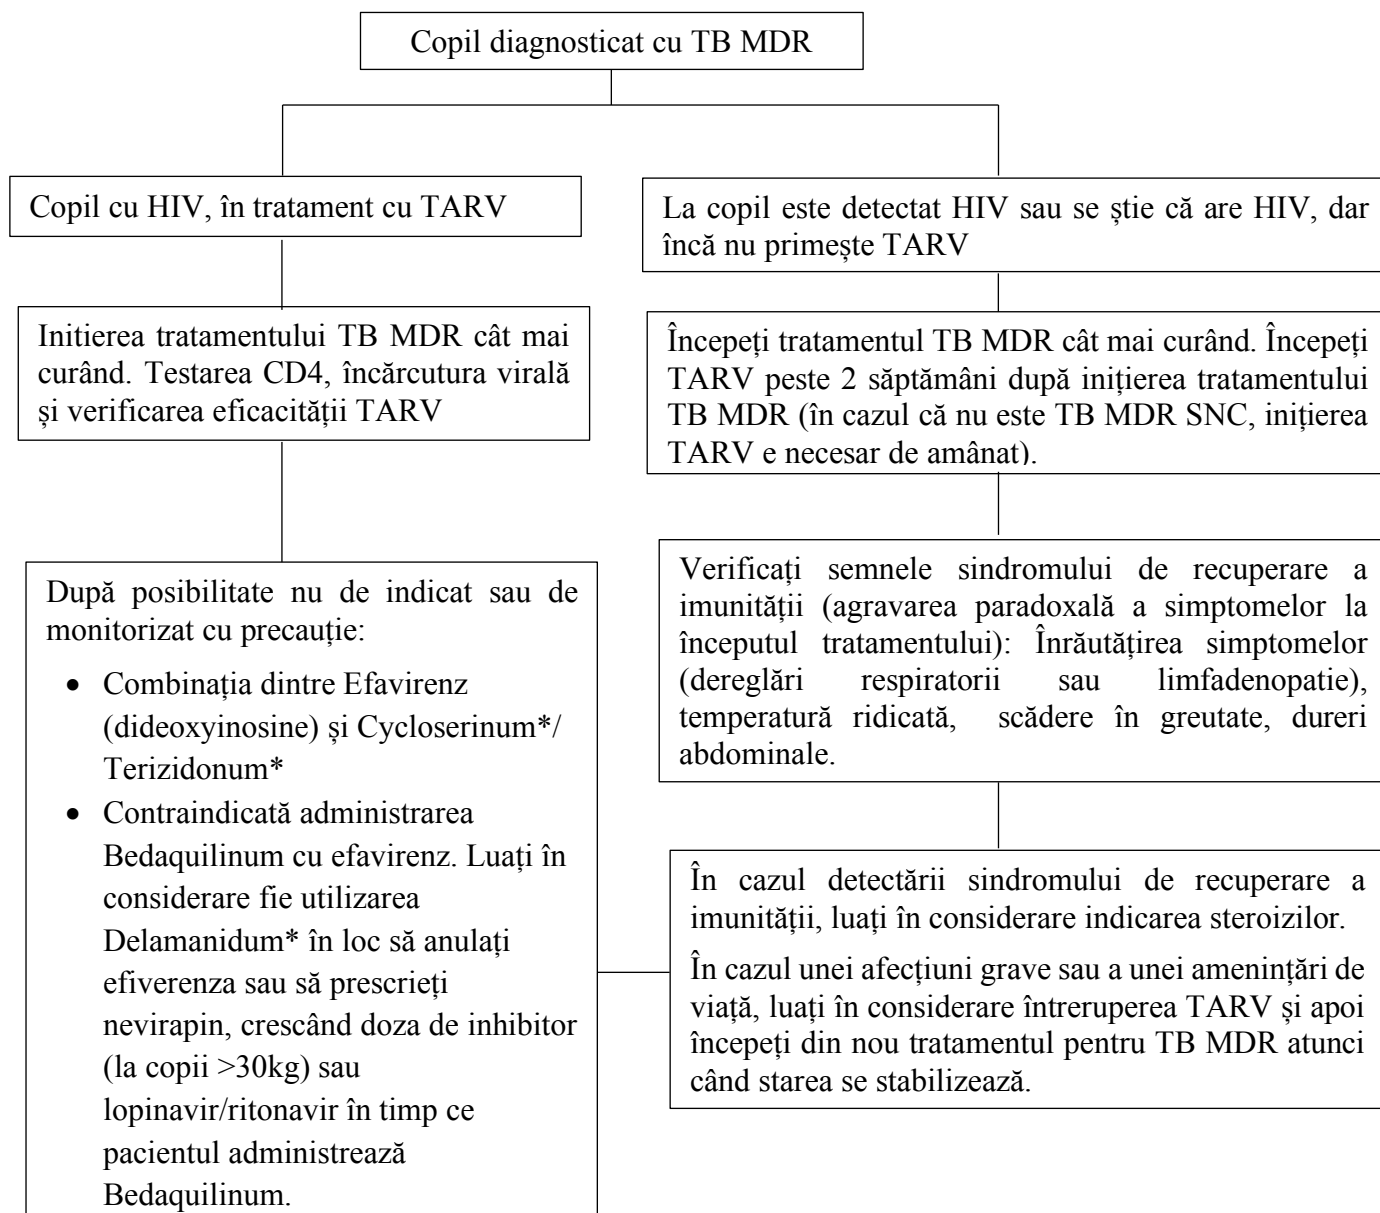 Copil diagnosticat cu TB MDR
Copil cu HIV, în tratament cu TARV
La copil este detectat HIV sau se știe că are HIV, dar
încă nu primește TARV
Initierea tratamentului TB MDR cât mai
curând. Testarea CD4, încărcutura virală
și verificarea eficacității TARV
Începeți tratamentul TB MDR cât mai curând. Începeți
TARV peste 2 săptămâni după inițierea tratamentului
TB MDR (în cazul că nu este TB MDR SNC, inițierea
TARV e necesar de amânat).
După posibilitate nu de indicat sau de
monitorizat cu precauție:
• Combinația dintre Efavirenz
(dideoxyinosine) și Cycloserinum*/
Terizidonum*
• Contraindicată administrarea
Bedaquilinum cu efavirenz. Luați în
considerare fie utilizarea
Delamanidum* în loc să anulați
efiverenza sau să prescrieți
nevirapin, crescând doza de inhibitor
(la copii >30kg) sau
lopinavir/ritonavir în timp ce
pacientul administrează
Bedaquilinum.
Verificați semnele sindromului de recuperare a
imunității (agravarea paradoxală a simptomelor la
începutul tratamentului): Înrăutățirea simptomelor
(dereglări respiratorii sau limfadenopatie),
temperatură ridicată, scădere în greutate, dureri
abdominale.
În cazul detectării sindromului de recuperare a
imunității, luați în considerare indicarea steroizilor.
În cazul unei afecțiuni grave sau a unei amenințări de
viață, luați în considerare întreruperea TARV și apoi
începeți din nou tratamentul pentru TB MDR atunci
când starea se stabilizează.